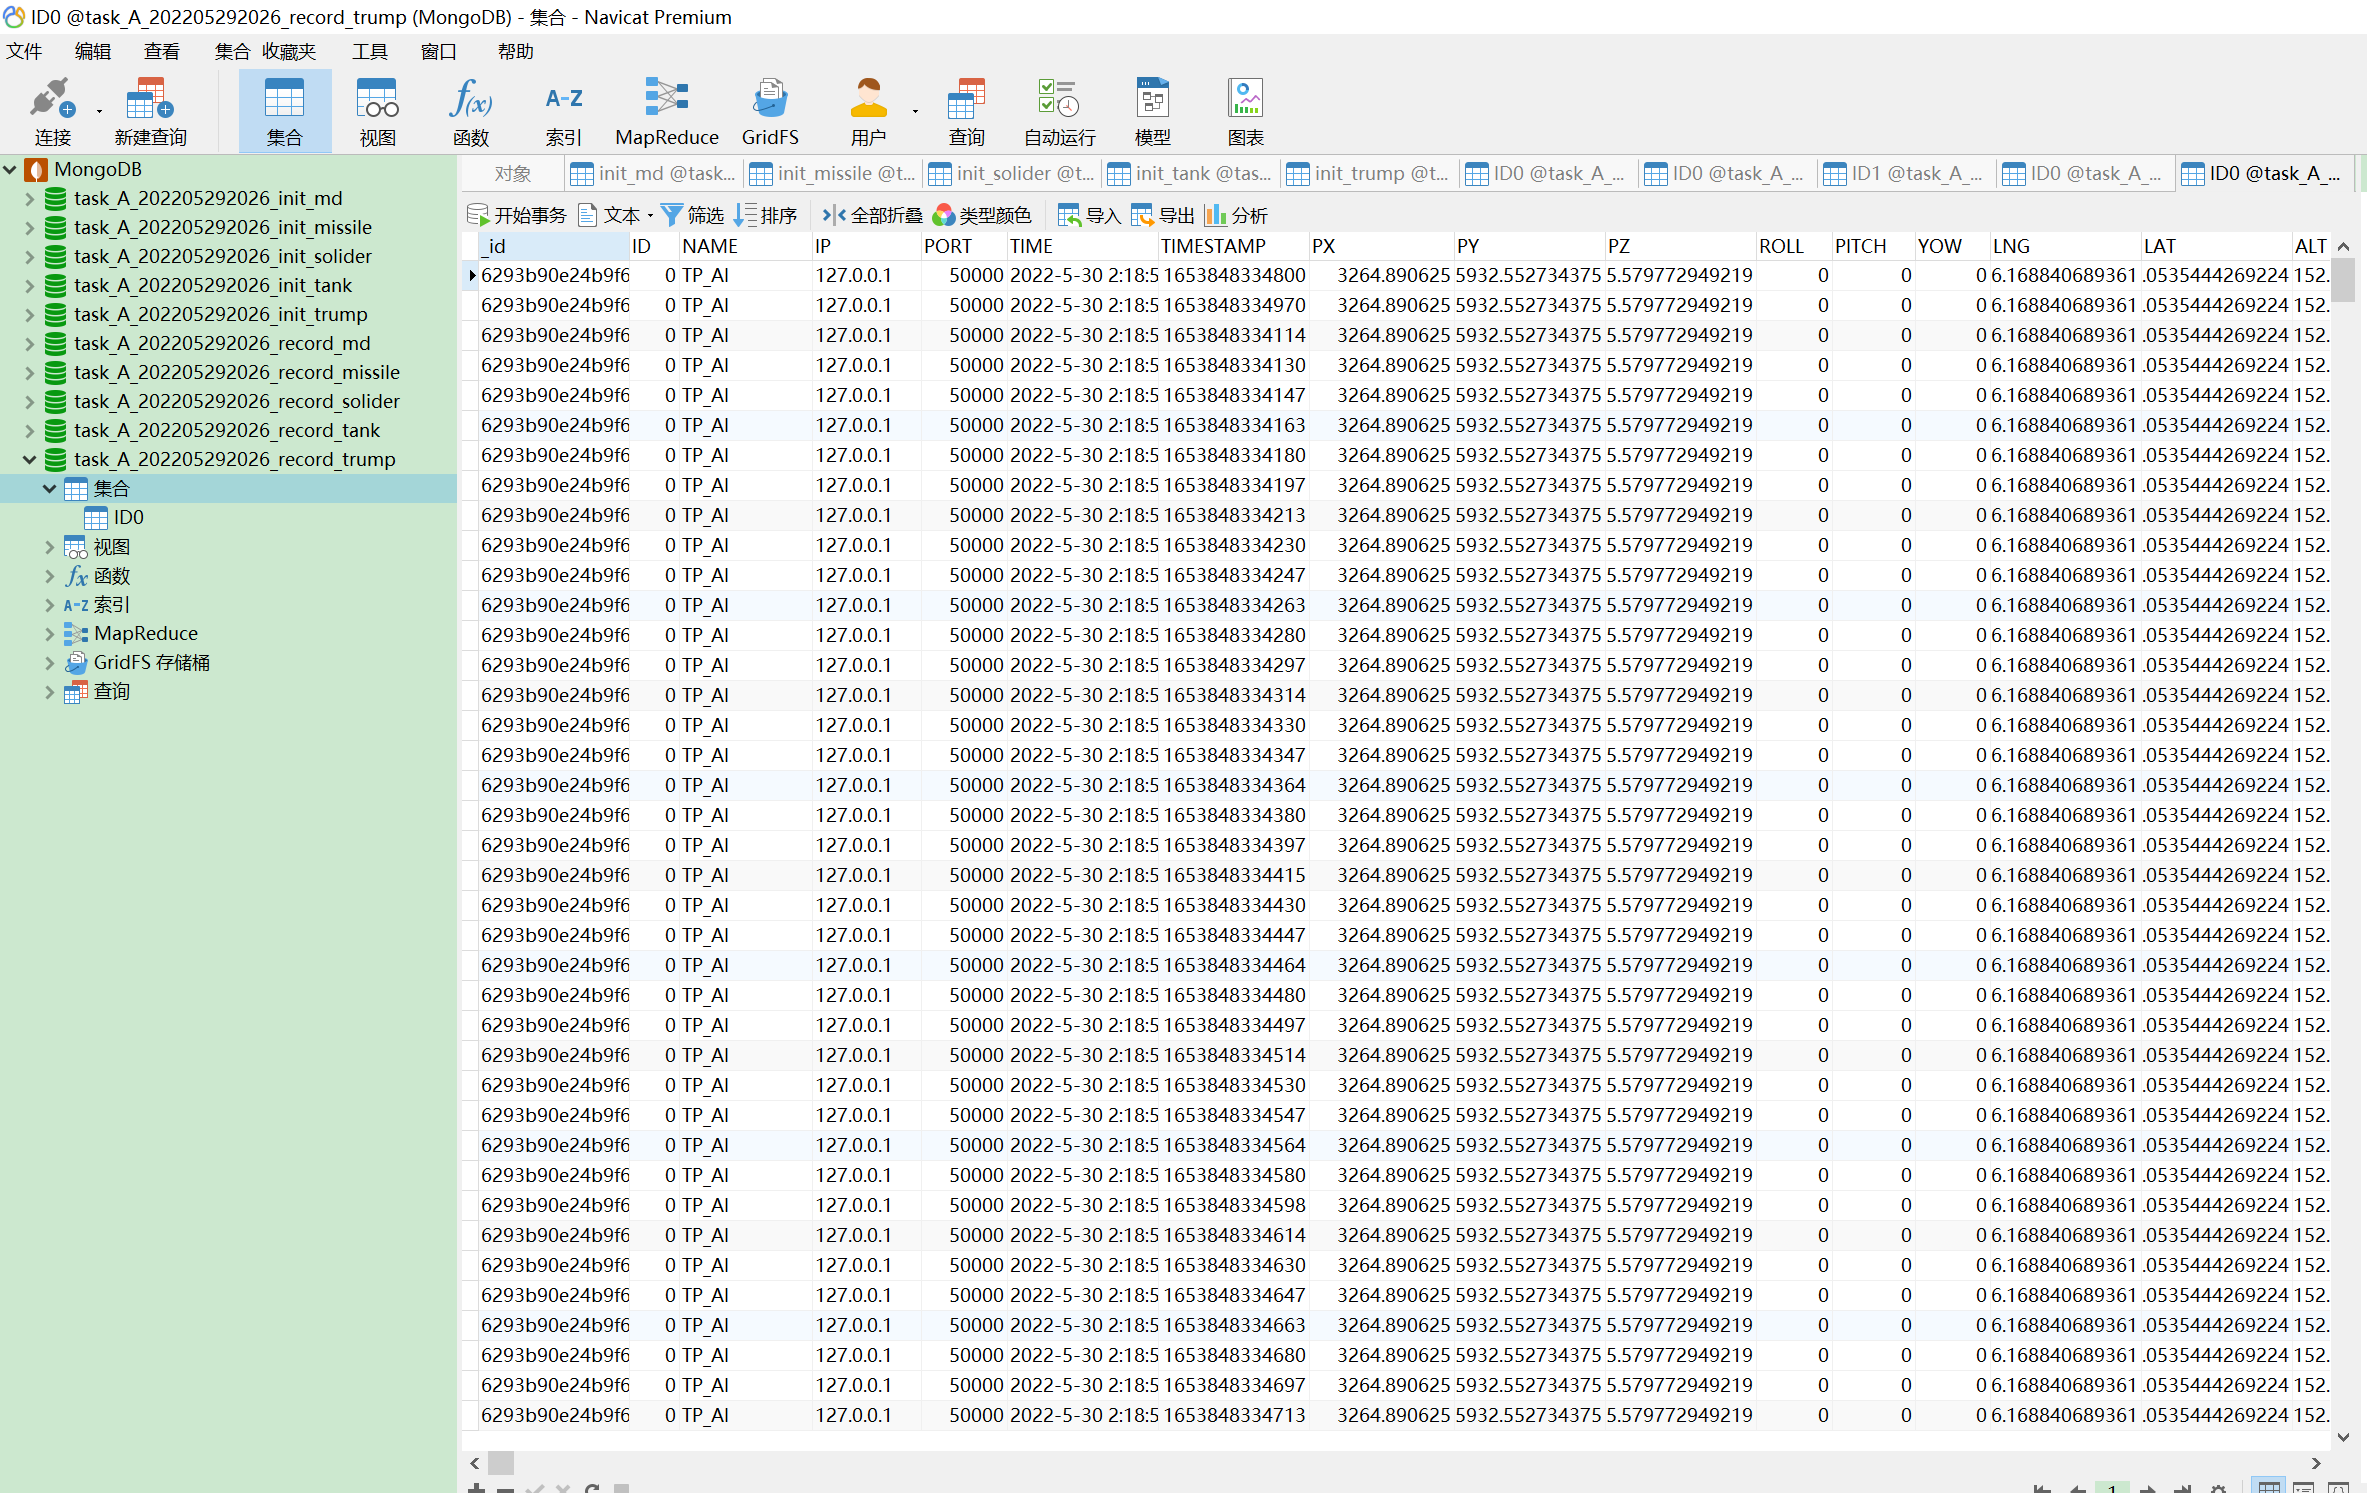 ID0 @task_A_202205292026_record_trump (MongoDB) - 集合 - Navicat Premium
文件 编辑 查看 集合 收藏夹 工具 窗口 帮助
连接 新建查询 集合 视图 函数 索引 MapReduce GridFS 用户 查询 自动运行 模型 图表
MongoDB
task_A_202205292026_init_md
task_A_202205292026_init_missile
task_A_202205292026_init_solider
task_A_202205292026_init_tank
task_A_202205292026_init_trump
task_A_202205292026_record_md
task_A_202205292026_record_missile
task_A_202205292026_record_solider
task_A_202205292026_record_tank
task_A_202205292026_record_trump
集合
ID0
视图
函数
索引
MapReduce
GridFS 存储桶
查询
对象 init_md @task... init_missile @t... init_solider @t... init_tank @tas... init_trump @t... ID0 @task_A_... ID0 @task_A_... ID1 @task_A_... ID0 @task_A_... ID0 @task_A_...
开始事务 文本 筛选 排序 全部折叠 类型颜色 导入 导出 分析
_id ID NAME IP PORT TIME TIMESTAMP PX PY PZ ROLL PITCH YOW LNG LAT ALT
6293b90e24b9f6 0 TP_AI 127.0.0.1 50000 2022-5-30 2:18:5 1653848334800 3264.890625 5932.552734375 5.579772949219 0 0 0 6.168840689361 .0535444269224 152.
6293b90e24b9f6 0 TP_AI 127.0.0.1 50000 2022-5-30 2:18:5 1653848334970 3264.890625 5932.552734375 5.579772949219 0 0 0 6.168840689361 .0535444269224 152.
6293b90e24b9f6 0 TP_AI 127.0.0.1 50000 2022-5-30 2:18:5 1653848334114 3264.890625 5932.552734375 5.579772949219 0 0 0 6.168840689361 .0535444269224 152.
6293b90e24b9f6 0 TP_AI 127.0.0.1 50000 2022-5-30 2:18:5 1653848334130 3264.890625 5932.552734375 5.579772949219 0 0 0 6.168840689361 .0535444269224 152.
6293b90e24b9f6 0 TP_AI 127.0.0.1 50000 2022-5-30 2:18:5 1653848334147 3264.890625 5932.552734375 5.579772949219 0 0 0 6.168840689361 .0535444269224 152.
6293b90e24b9f6 0 TP_AI 127.0.0.1 50000 2022-5-30 2:18:5 1653848334163 3264.890625 5932.552734375 5.579772949219 0 0 0 6.168840689361 .0535444269224 152.
6293b90e24b9f6 0 TP_AI 127.0.0.1 50000 2022-5-30 2:18:5 1653848334180 3264.890625 5932.552734375 5.579772949219 0 0 0 6.168840689361 .0535444269224 152.
6293b90e24b9f6 0 TP_AI 127.0.0.1 50000 2022-5-30 2:18:5 1653848334197 3264.890625 5932.552734375 5.579772949219 0 0 0 6.168840689361 .0535444269224 152.
6293b90e24b9f6 0 TP_AI 127.0.0.1 50000 2022-5-30 2:18:5 1653848334213 3264.890625 5932.552734375 5.579772949219 0 0 0 6.168840689361 .0535444269224 152.
6293b90e24b9f6 0 TP_AI 127.0.0.1 50000 2022-5-30 2:18:5 1653848334230 3264.890625 5932.552734375 5.579772949219 0 0 0 6.168840689361 .0535444269224 152.
6293b90e24b9f6 0 TP_AI 127.0.0.1 50000 2022-5-30 2:18:5 1653848334247 3264.890625 5932.552734375 5.579772949219 0 0 0 6.168840689361 .0535444269224 152.
6293b90e24b9f6 0 TP_AI 127.0.0.1 50000 2022-5-30 2:18:5 1653848334263 3264.890625 5932.552734375 5.579772949219 0 0 0 6.168840689361 .0535444269224 152.
6293b90e24b9f6 0 TP_AI 127.0.0.1 50000 2022-5-30 2:18:5 1653848334280 3264.890625 5932.552734375 5.579772949219 0 0 0 6.168840689361 .0535444269224 152.
6293b90e24b9f6 0 TP_AI 127.0.0.1 50000 2022-5-30 2:18:5 1653848334297 3264.890625 5932.552734375 5.579772949219 0 0 0 6.168840689361 .0535444269224 152.
6293b90e24b9f6 0 TP_AI 127.0.0.1 50000 2022-5-30 2:18:5 1653848334314 3264.890625 5932.552734375 5.579772949219 0 0 0 6.168840689361 .0535444269224 152.
6293b90e24b9f6 0 TP_AI 127.0.0.1 50000 2022-5-30 2:18:5 1653848334330 3264.890625 5932.552734375 5.579772949219 0 0 0 6.168840689361 .0535444269224 152.
6293b90e24b9f6 0 TP_AI 127.0.0.1 50000 2022-5-30 2:18:5 1653848334347 3264.890625 5932.552734375 5.579772949219 0 0 0 6.168840689361 .0535444269224 152.
6293b90e24b9f6 0 TP_AI 127.0.0.1 50000 2022-5-30 2:18:5 1653848334364 3264.890625 5932.552734375 5.579772949219 0 0 0 6.168840689361 .0535444269224 152.
6293b90e24b9f6 0 TP_AI 127.0.0.1 50000 2022-5-30 2:18:5 1653848334380 3264.890625 5932.552734375 5.579772949219 0 0 0 6.168840689361 .0535444269224 152.
6293b90e24b9f6 0 TP_AI 127.0.0.1 50000 2022-5-30 2:18:5 1653848334397 3264.890625 5932.552734375 5.579772949219 0 0 0 6.168840689361 .0535444269224 152.
6293b90e24b9f6 0 TP_AI 127.0.0.1 50000 2022-5-30 2:18:5 1653848334415 3264.890625 5932.552734375 5.579772949219 0 0 0 6.168840689361 .0535444269224 152.
6293b90e24b9f6 0 TP_AI 127.0.0.1 50000 2022-5-30 2:18:5 1653848334430 3264.890625 5932.552734375 5.579772949219 0 0 0 6.168840689361 .0535444269224 152.
6293b90e24b9f6 0 TP_AI 127.0.0.1 50000 2022-5-30 2:18:5 1653848334447 3264.890625 5932.552734375 5.579772949219 0 0 0 6.168840689361 .0535444269224 152.
6293b90e24b9f6 0 TP_AI 127.0.0.1 50000 2022-5-30 2:18:5 1653848334464 3264.890625 5932.552734375 5.579772949219 0 0 0 6.168840689361 .0535444269224 152.
6293b90e24b9f6 0 TP_AI 127.0.0.1 50000 2022-5-30 2:18:5 1653848334480 3264.890625 5932.552734375 5.579772949219 0 0 0 6.168840689361 .0535444269224 152.
6293b90e24b9f6 0 TP_AI 127.0.0.1 50000 2022-5-30 2:18:5 1653848334497 3264.890625 5932.552734375 5.579772949219 0 0 0 6.168840689361 .0535444269224 152.
6293b90e24b9f6 0 TP_AI 127.0.0.1 50000 2022-5-30 2:18:5 1653848334514 3264.890625 5932.552734375 5.579772949219 0 0 0 6.168840689361 .0535444269224 152.
6293b90e24b9f6 0 TP_AI 127.0.0.1 50000 2022-5-30 2:18:5 1653848334530 3264.890625 5932.552734375 5.579772949219 0 0 0 6.168840689361 .0535444269224 152.
6293b90e24b9f6 0 TP_AI 127.0.0.1 50000 2022-5-30 2:18:5 1653848334547 3264.890625 5932.552734375 5.579772949219 0 0 0 6.168840689361 .0535444269224 152.
6293b90e24b9f6 0 TP_AI 127.0.0.1 50000 2022-5-30 2:18:5 1653848334564 3264.890625 5932.552734375 5.579772949219 0 0 0 6.168840689361 .0535444269224 152.
6293b90e24b9f6 0 TP_AI 127.0.0.1 50000 2022-5-30 2:18:5 1653848334580 3264.890625 5932.552734375 5.579772949219 0 0 0 6.168840689361 .0535444269224 152.
6293b90e24b9f6 0 TP_AI 127.0.0.1 50000 2022-5-30 2:18:5 1653848334598 3264.890625 5932.552734375 5.579772949219 0 0 0 6.168840689361 .0535444269224 152.
6293b90e24b9f6 0 TP_AI 127.0.0.1 50000 2022-5-30 2:18:5 1653848334614 3264.890625 5932.552734375 5.579772949219 0 0 0 6.168840689361 .0535444269224 152.
6293b90e24b9f6 0 TP_AI 127.0.0.1 50000 2022-5-30 2:18:5 1653848334630 3264.890625 5932.552734375 5.579772949219 0 0 0 6.168840689361 .0535444269224 152.
6293b90e24b9f6 0 TP_AI 127.0.0.1 50000 2022-5-30 2:18:5 1653848334647 3264.890625 5932.552734375 5.579772949219 0 0 0 6.168840689361 .0535444269224 152.
6293b90e24b9f6 0 TP_AI 127.0.0.1 50000 2022-5-30 2:18:5 1653848334663 3264.890625 5932.552734375 5.579772949219 0 0 0 6.168840689361 .0535444269224 152.
6293b90e24b9f6 0 TP_AI 127.0.0.1 50000 2022-5-30 2:18:5 1653848334680 3264.890625 5932.552734375 5.579772949219 0 0 0 6.168840689361 .0535444269224 152.
6293b90e24b9f6 0 TP_AI 127.0.0.1 50000 2022-5-30 2:18:5 1653848334697 3264.890625 5932.552734375 5.579772949219 0 0 0 6.168840689361 .0535444269224 152.
6293b90e24b9f6 0 TP_AI 127.0.0.1 50000 2022-5-30 2:18:5 1653848334713 3264.890625 5932.552734375 5.579772949219 0 0 0 6.168840689361 .0535444269224 152.
1